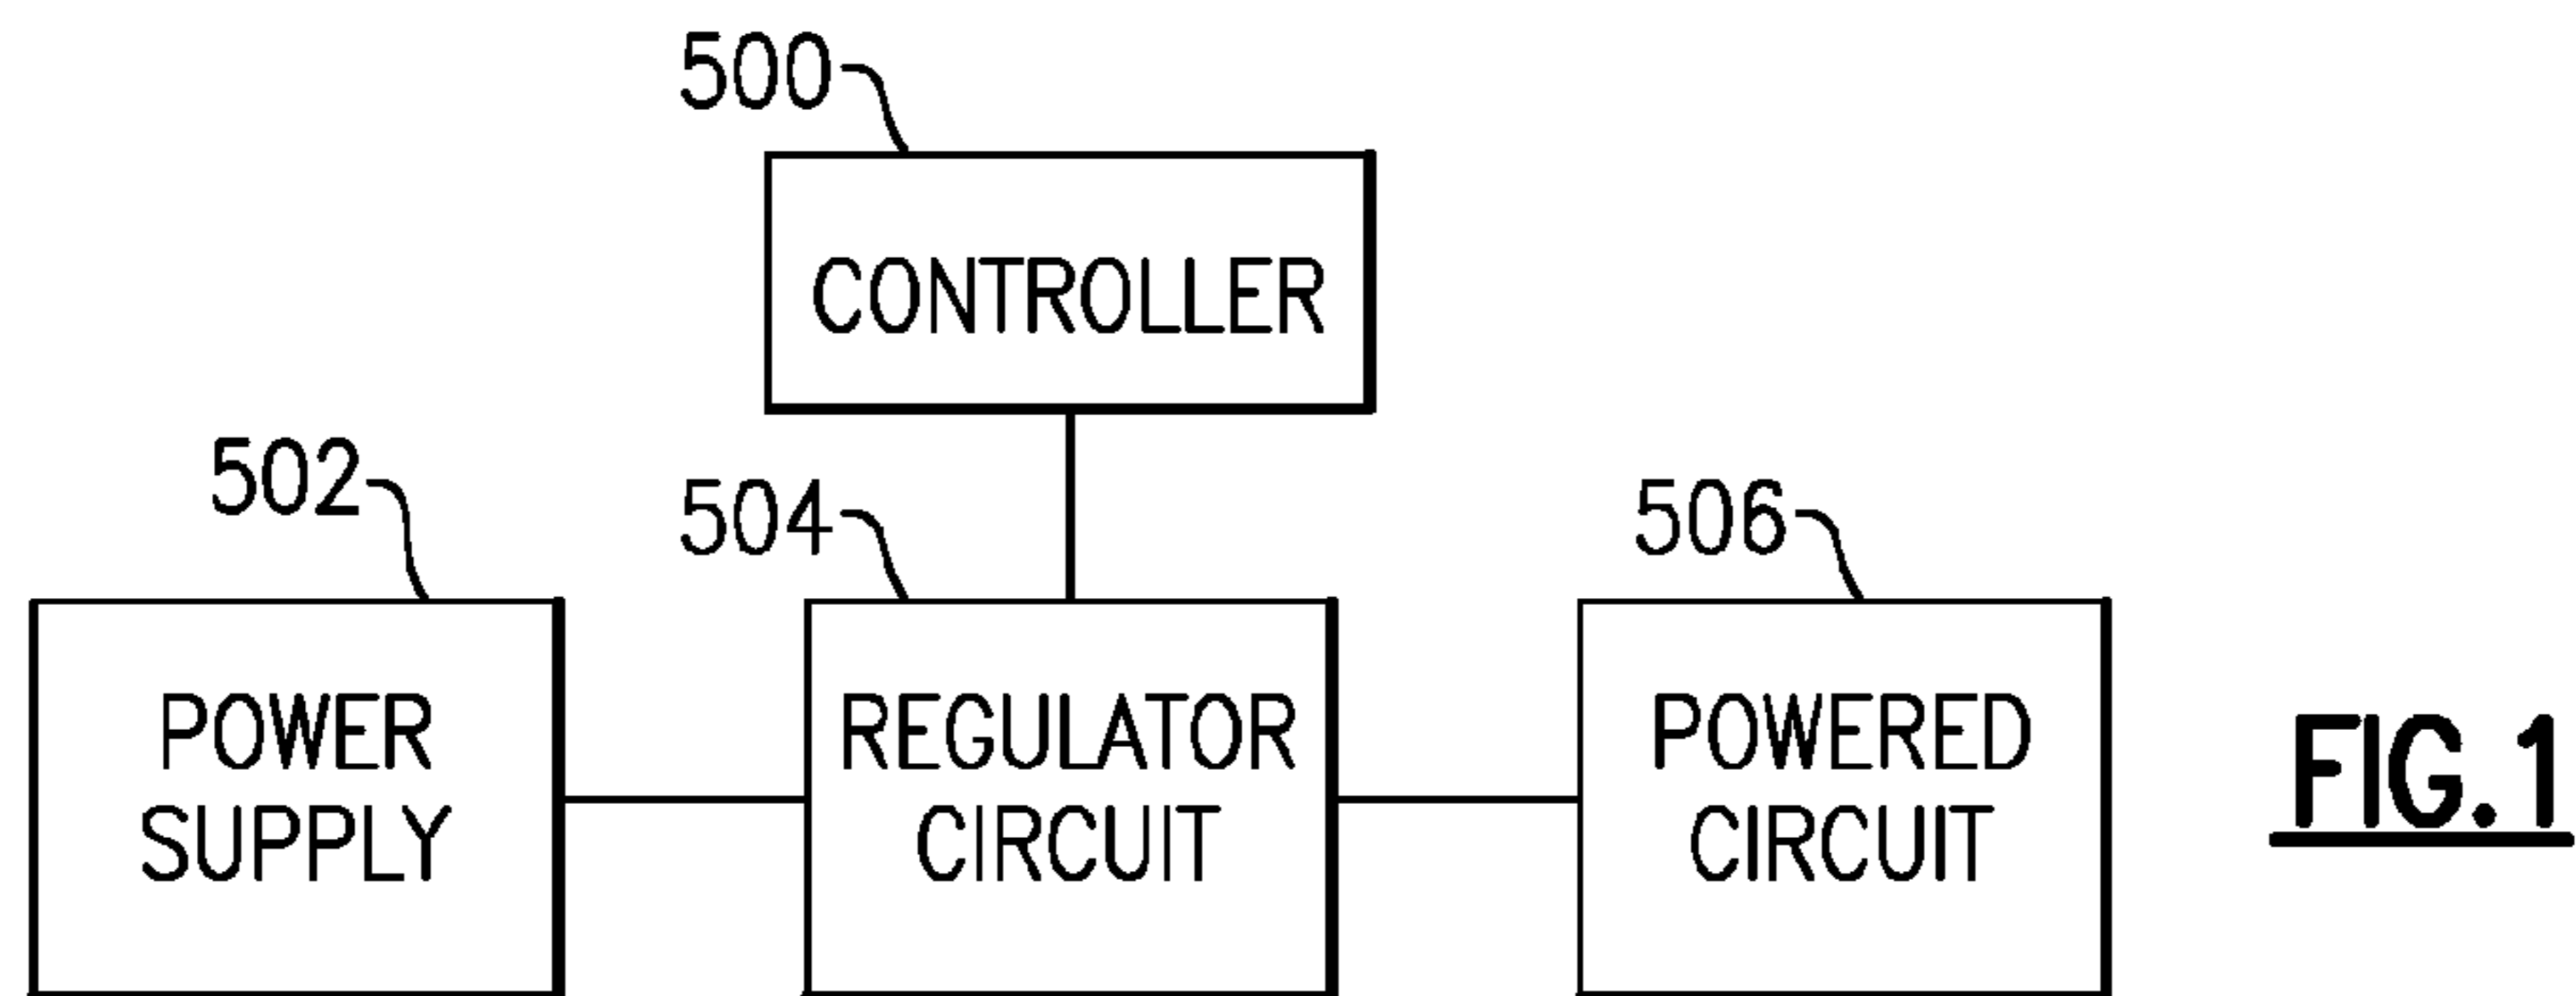 500
CONTROLLER
502
504
506
POWER
SUPPLY
REGULATOR
CIRCUIT
POWERED
CIRCUIT
FIG.1